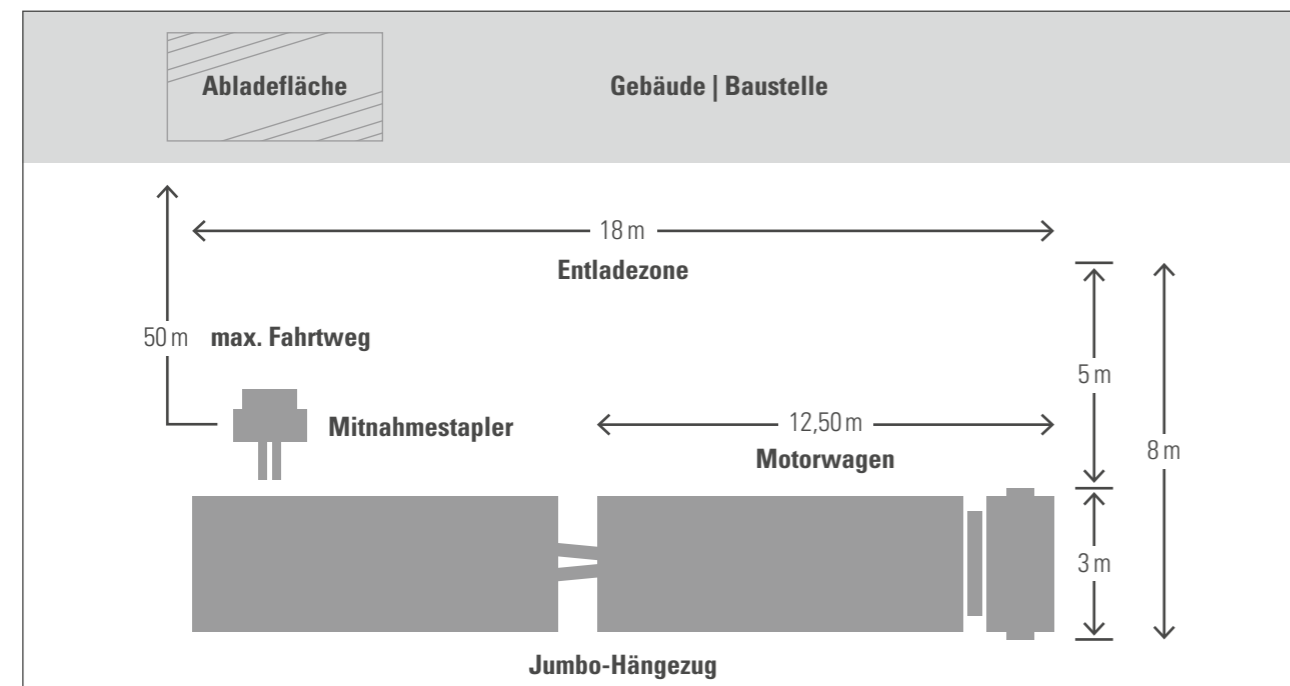 Abladefläche
Gebäude | Baustelle
18 m
Entladezone
50 m max. Fahrtweg
5 m
Mitnahmestapler
12,50 m
8 m
Motorwagen
3 m
Jumbo-Hängezug